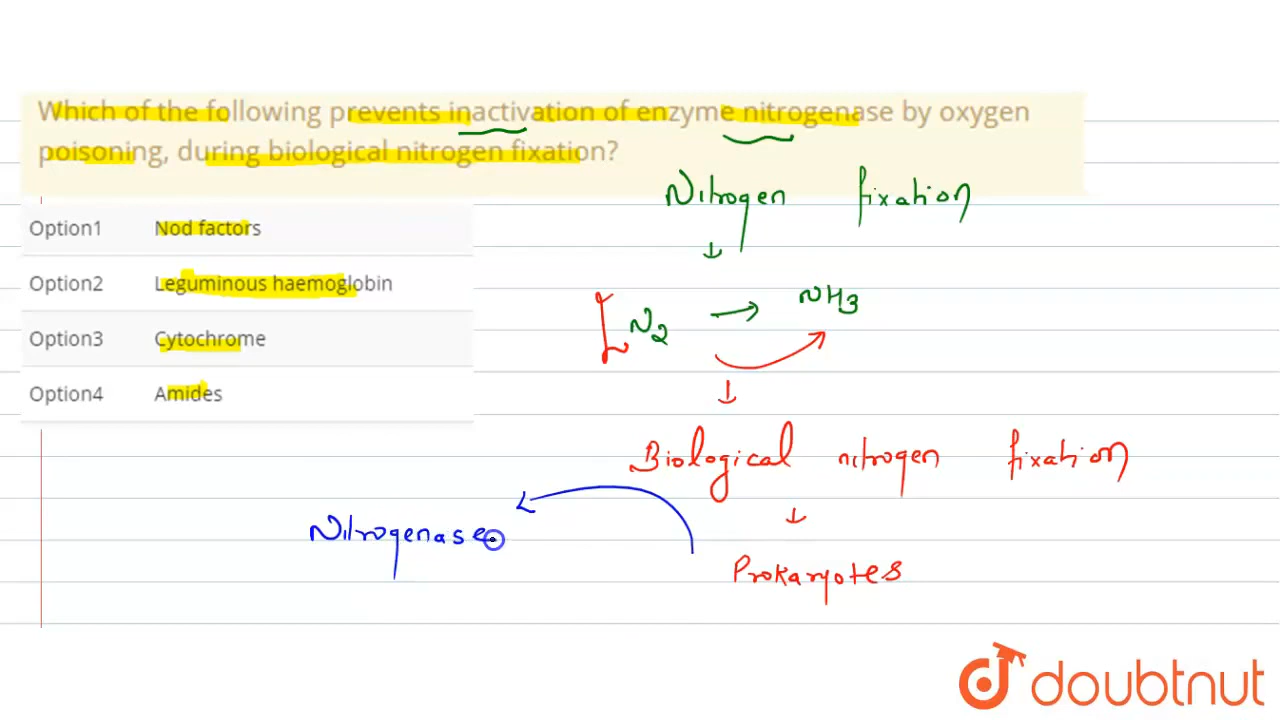 Which of the following prevents inactivation of enzyme nitrogenase by oxygen
poisoning, during biological nitrogen fixation?
Nitrogen fixation
Option1 Nod factors
Option2 Leguminous haemoglobin
N2 → NH3
Option3 Cytochrome
Option4 Amides
Biological nitrogen fixation
Nitrogenase
Prokaryotes
doubtnut